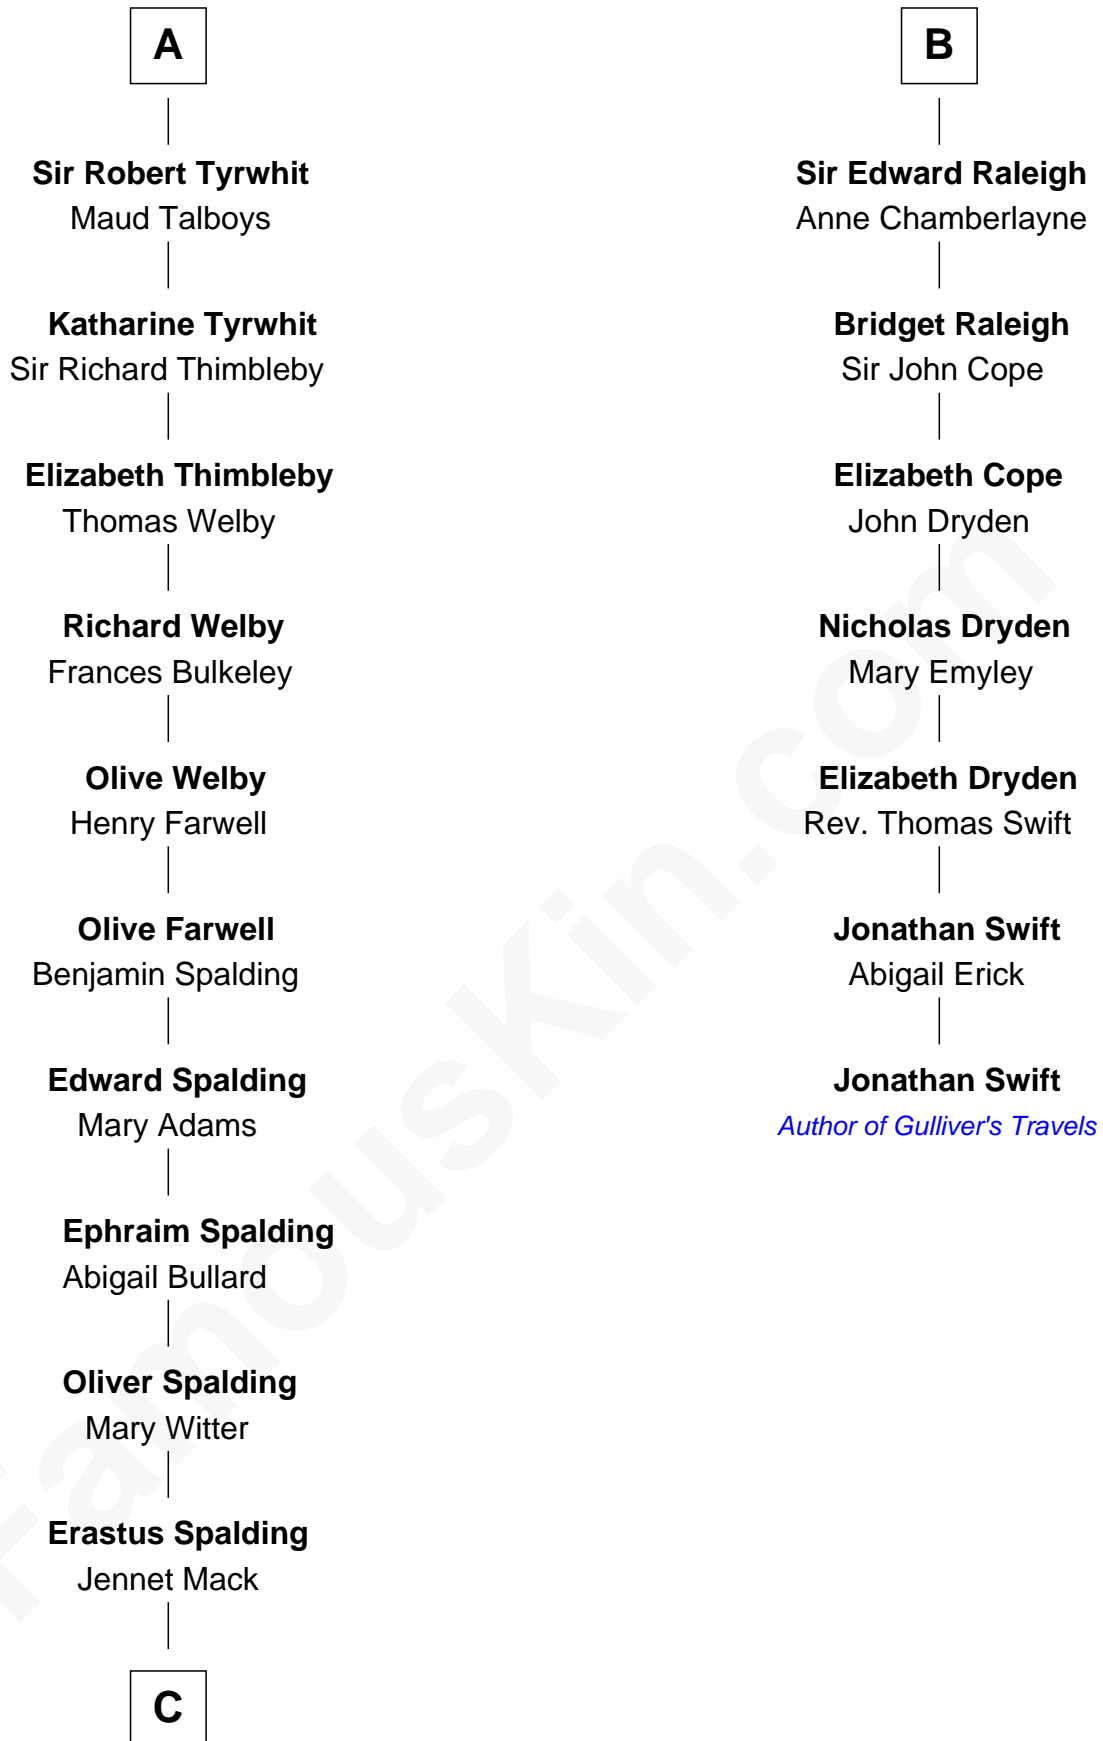 A
Sir Robert Tyrwhit
Maud Talboys
Katharine Tyrwhit
Sir Richard Thimbleby
Elizabeth Thimbleby
Thomas Welby
Richard Welby
Frances Bulkeley
Olive Welby
Henry Farwell
Olive Farwell
Benjamin Spalding
Edward Spalding
Mary Adams
Ephraim Spalding
Abigail Bullard
Oliver Spalding
Mary Witter
Erastus Spalding
Jennet Mack
C
B
Sir Edward Raleigh
Anne Chamberlayne
Bridget Raleigh
Sir John Cope
Elizabeth Cope
John Dryden
Nicholas Dryden
Mary Emyley
Elizabeth Dryden
Rev. Thomas Swift
Jonathan Swift
Abigail Erick
Jonathan Swift
Author of Gulliver's Travels
FamousKin.com